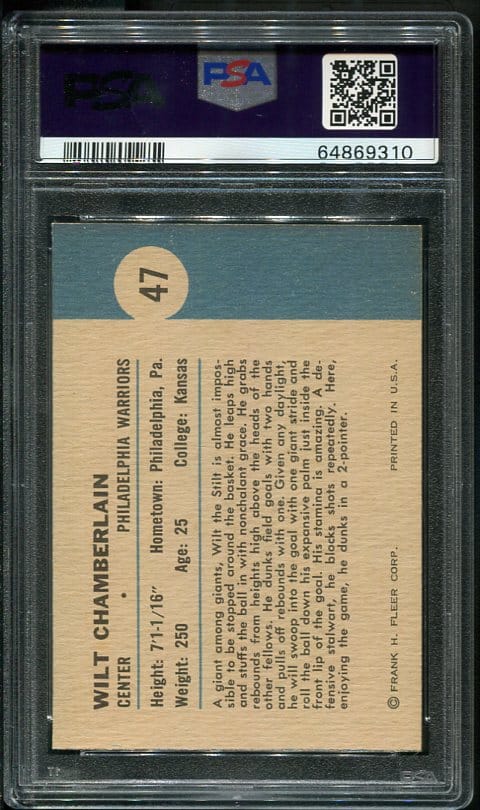 PSA
PSA
64869310
47
WILT CHAMBERLAIN
CENTER • PHILADELPHIA WARRIORS
Height: 7'1-1/16" Hometown: Philadelphia, Pa.
Weight: 250 Age: 25 College: Kansas
A giant among giants, Wilt the Stilt is almost impos-
sible to be stopped around the basket. He leaps high
and stuffs the ball in with nonchalant grace. He grabs
rebounds from heights high above the heads of the
other fellows. He dunks field goals with two hands
and pulls off rebounds with one. Given any daylight,
he will swoop into the goal with one giant stride and
roll the ball down his expansive palm just inside the
front lip of the goal. His stamina is amazing. A de-
fensive stalwart, he blocks shots repeatedly. Here,
enjoying the game, he dunks in a 2-pointer.
© FRANK H. FLEER CORP. PRINTED IN U.S.A.
PSA